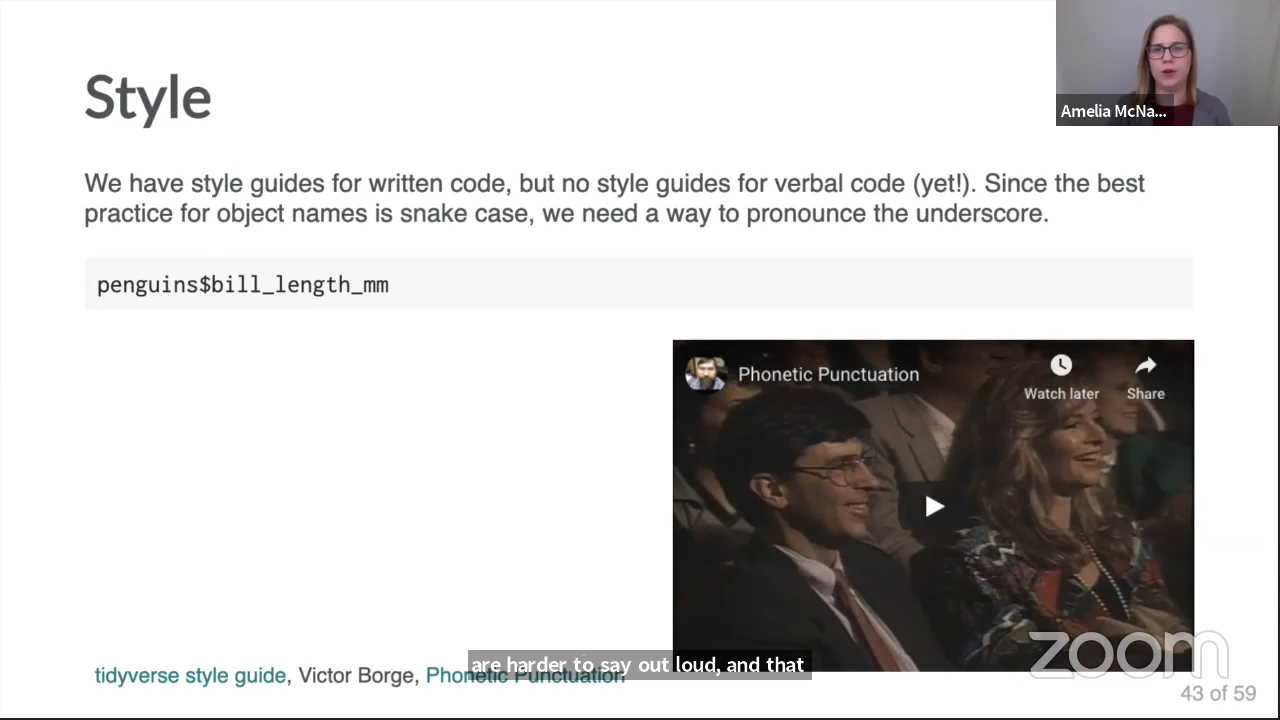 Style
Amelia McNa...
We have style guides for written code, but no style guides for verbal code (yet!). Since the best
practice for object names is snake case, we need a way to pronounce the underscore.
penguins$bill_length_mm
Phonetic Punctuation
Watch later
Share
are harder to say out loud, and that
tidyverse style guide, Victor Borge, Phonetic Punctuation
zoom
43 of 59